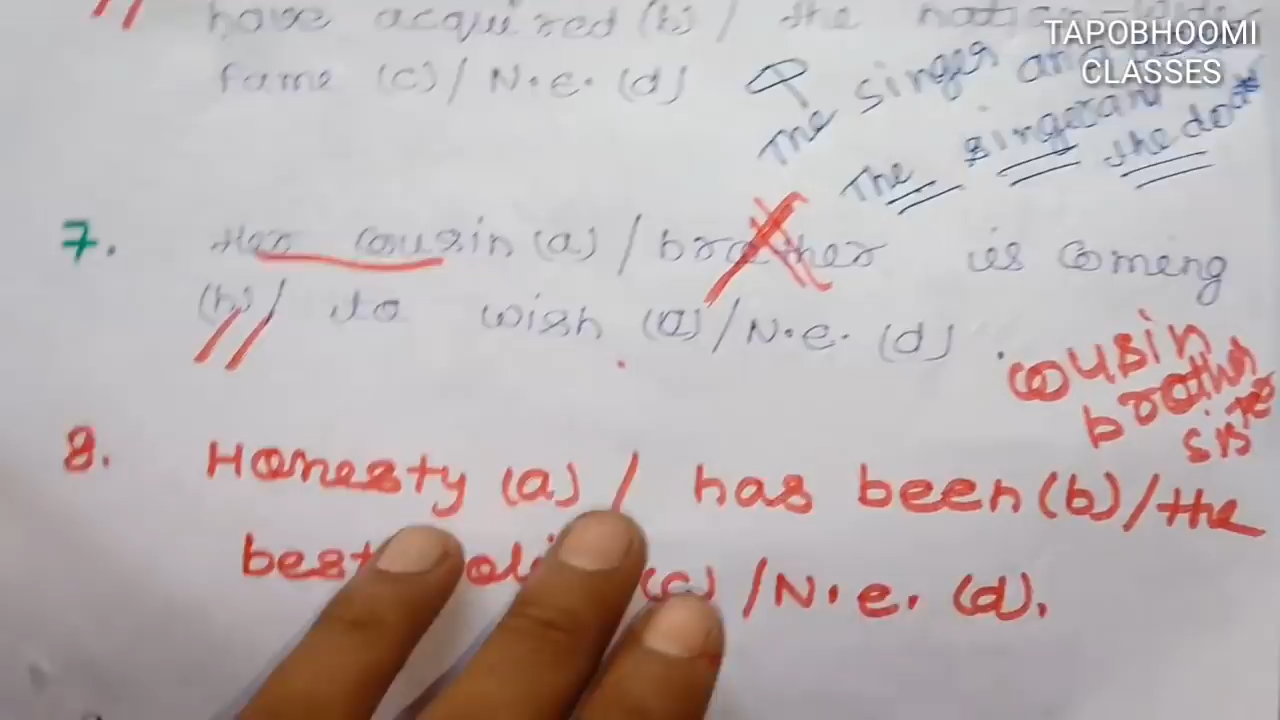 TAPOBHOOMI
CLASSES
have acquired (b) / the
fame (c) / N.e. (d)
The singer and
The singer and
the
7. Her cousin (a) / brother is coming
(b) / to wish (c) / N.e. (d).
cousin
brother
8. Honesty (a) / has been (b) / the
best (c) / N.e. (d).